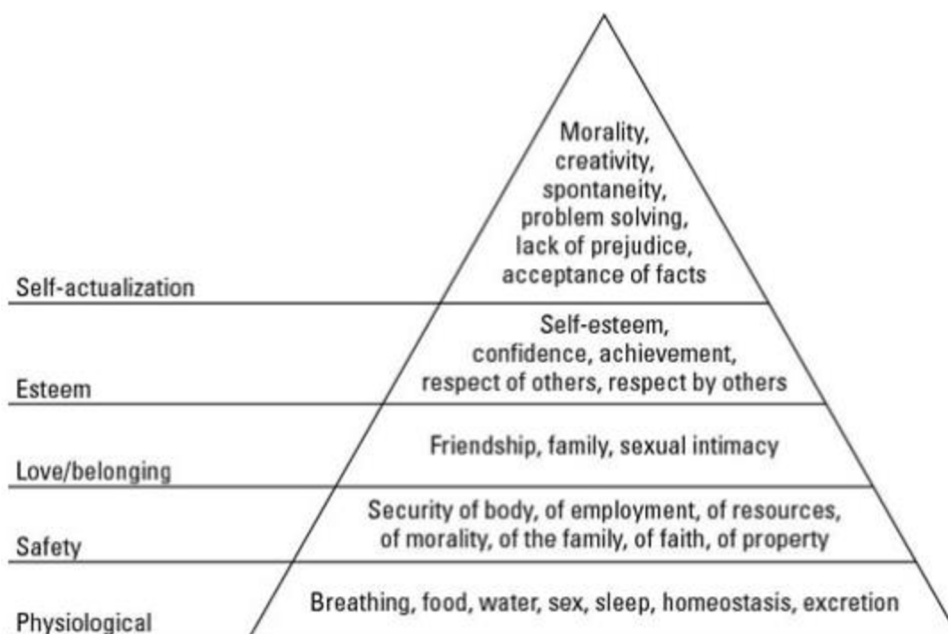 Morality,
creativity,
spontaneity,
problem solving,
lack of prejudice,
acceptance of facts
Self-actualization
Self-esteem,
confidence, achievement,
respect of others, respect by others
Esteem
Friendship, family, sexual intimacy
Love/belonging
Security of body, of employment, of resources,
of morality, of the family, of faith, of property
Safety
Breathing, food, water, sex, sleep, homeostasis, excretion
Physiological